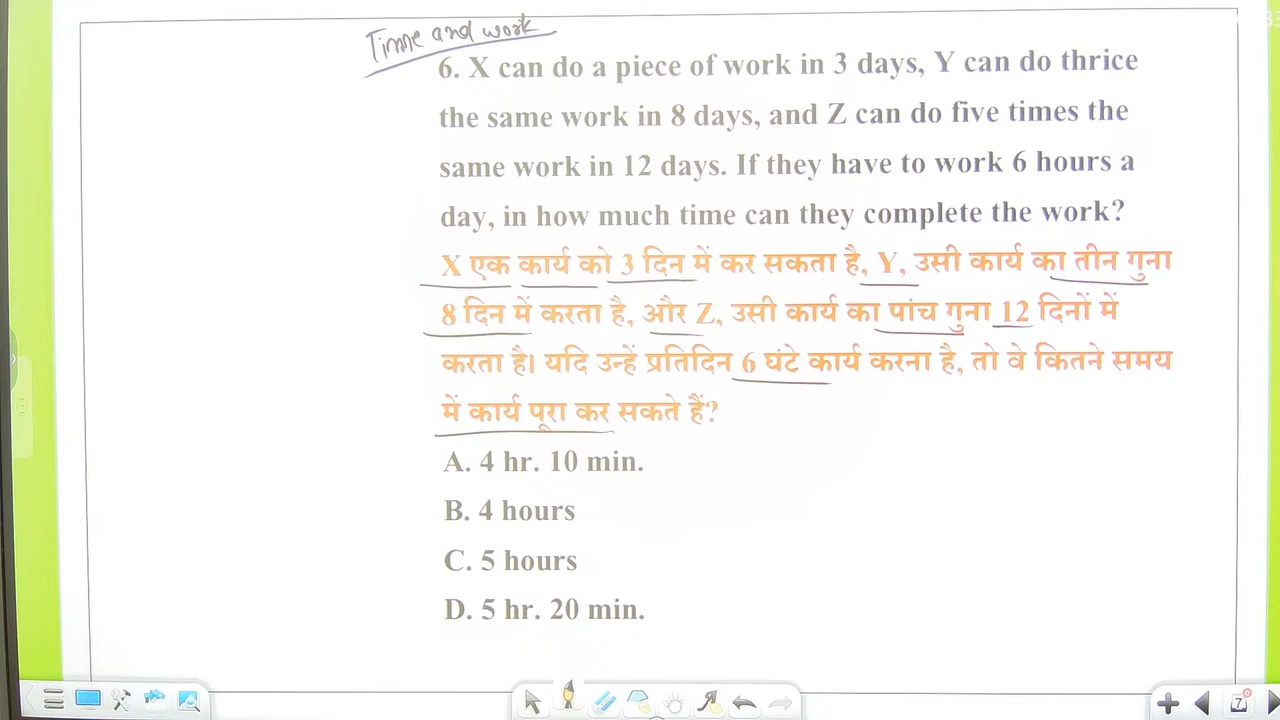 Time and work
6. X can do a piece of work in 3 days, Y can do thrice
the same work in 8 days, and Z can do five times the
same work in 12 days. If they have to work 6 hours a
day, in how much time can they complete the work?
X एक कार्य को 3 दिन में कर सकता है, Y, उसी कार्य का तीन गुना
8 दिन में करता है, और Z, उसी कार्य का पांच गुना 12 दिनों में
करता है। यदि उन्हें प्रतिदिन 6 घंटे कार्य करना है, तो वे कितने समय
में कार्य पूरा कर सकते हैं?
A. 4 hr. 10 min.
B. 4 hours
C. 5 hours
D. 5 hr. 20 min.